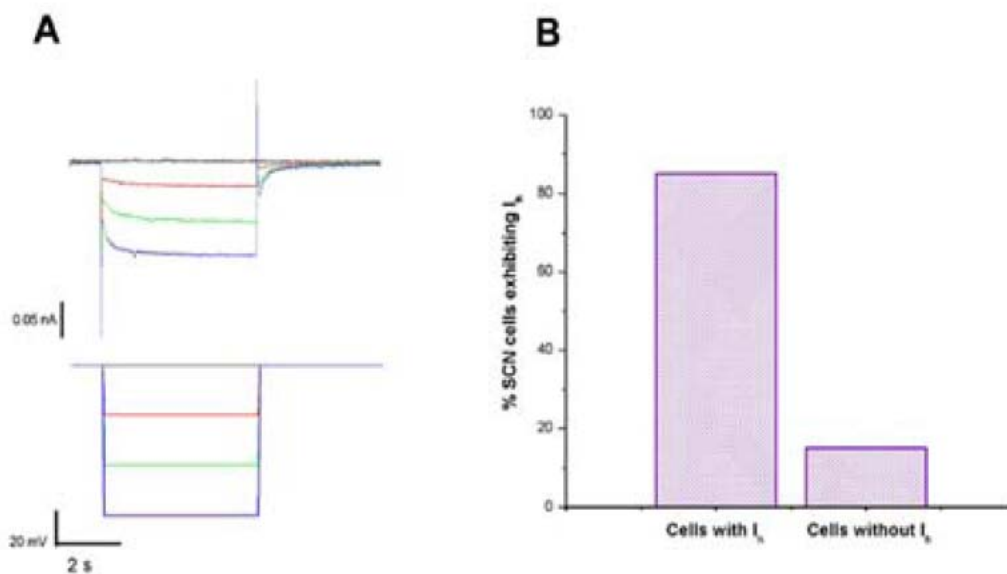 A
0.05 nA
20 mV
2 s
B
% SCN cells exhibiting Iₕ
100
80
60
40
20
0
Cells with Iₕ
Cells without Iₕ